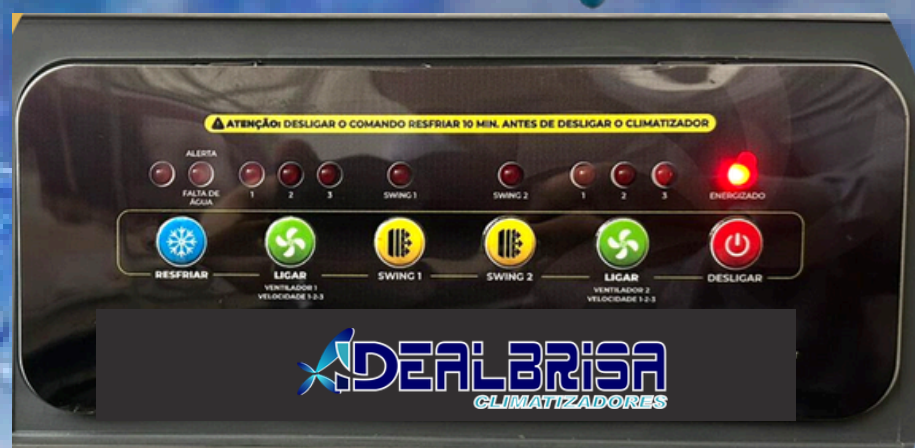 ATENÇÃO: DESLIGAR O COMANDO RESFRIAR 10 MIN. ANTES DE DESLIGAR O CLIMATIZADOR
ALERTA
FALTA DE
ÁGUA
1 2 3
SWING 1
SWING 2
1 2 3
ENERGIZADO
RESFRIAR
LIGAR
VENTILADOR 1
VELOCIDADE 1-2-3
SWING 1
SWING 2
LIGAR
VENTILADOR 2
VELOCIDADE 1-2-3
DESLIGAR
IDEALBRISA
CLIMATIZADORES